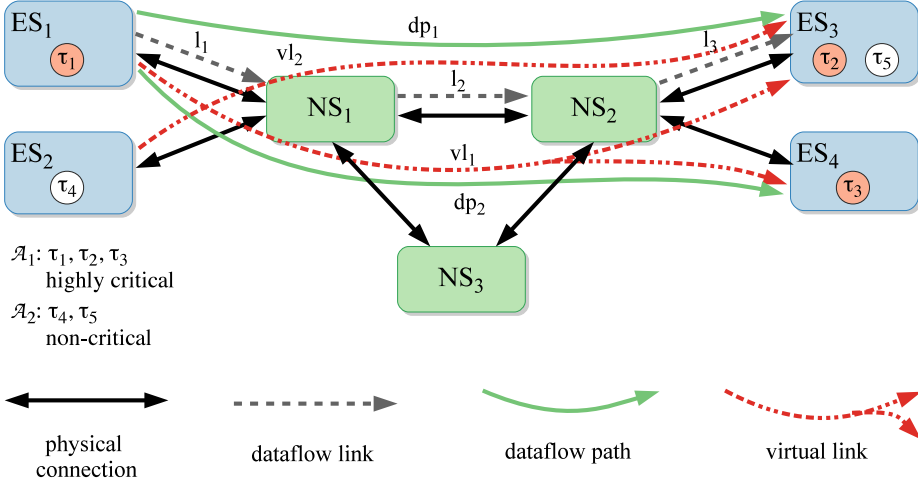 dp₁
ES₁
l₁
vl₂
l₃
ES₃
τ₁
l₂
τ₂
τ₅
NS₁
NS₂
ES₂
vl₁
ES₄
τ₄
τ₃
dp₂
𝒜₁: τ₁, τ₂, τ₃
highly critical
NS₃
𝒜₂: τ₄, τ₅
non-critical
physical
connection
dataflow link
dataflow path
virtual link